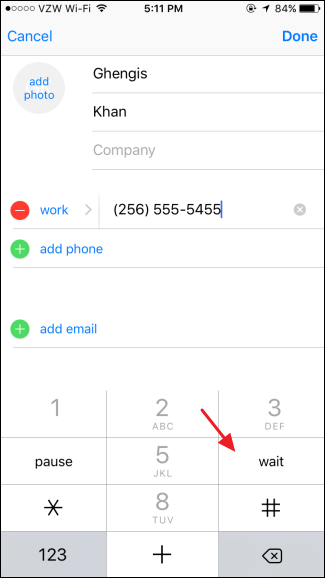 VZW Wi-Fi 5:11 PM 84%
Cancel Done
add
photo
Ghengis
Khan
Company
work (256) 555-5455
add phone
add email
1 2 3
ABC DEF
pause 5 wait
JKL
* 8 #
TUV
123 +